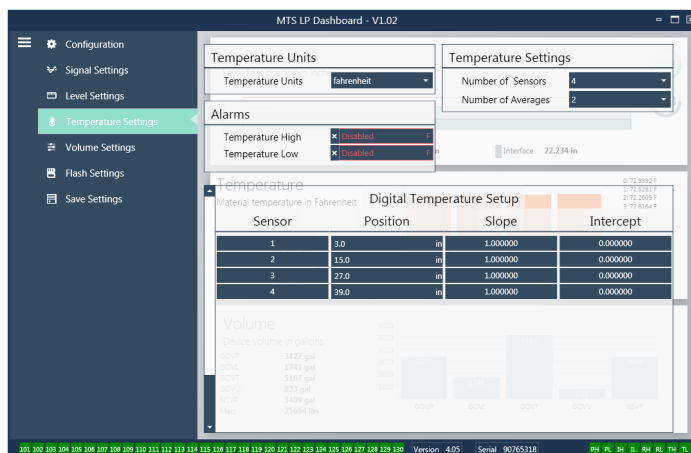 MTS LP Dashboard - V1.02
Configuration
Signal Settings
Level Settings
Temperature Settings
Volume Settings
Flash Settings
Save Settings
Temperature Units
Temperature Units fahrenheit
Temperature Settings
Number of Sensors 4
Number of Averages 2
Alarms
Temperature High Disabled F
Temperature Low Disabled F
Interface 22.234 in
Temperature
Material temperature in Fahrenheit
0: 72.9992 F
1: 72.5281 F
2: 72.2609 F
3: 72.8164 F
Digital Temperature Setup
Sensor Position Slope Intercept
1 3.0 in 1.000000 0.000000
2 15.0 in 1.000000 0.000000
3 27.0 in 1.000000 0.000000
4 39.0 in 1.000000 0.000000
Volume
Device volume in gallons
GOVP 3427 gal
GOVI 1741 gal
GOVT 5167 gal
GOVU 833 gal
NSVP 3409 gal
Mass 25694 lbs
GOVP GOVI GOVT GOVU NSVP
101 102 103 104 105 106 107 108 109 110 111 112 113 114 115 116 117 118 119 120 121 122 123 124 125 126 127 128 129 130 Version 4.05 Serial 90765318 PH PL IH IL RH RL TH TL